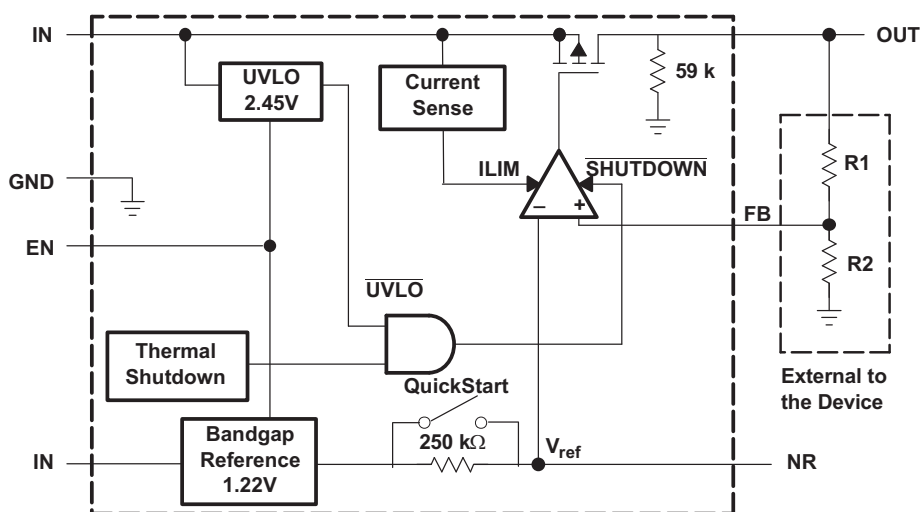 IN
OUT
UVLO
2.45V
Current
Sense
59 k
GND
ILIM
SHUTDOWN
R1
FB
EN
– +
R2
UVLO
Thermal
Shutdown
External to
the Device
QuickStart
IN
Bandgap
Reference
1.22V
250 kΩ
Vref
NR